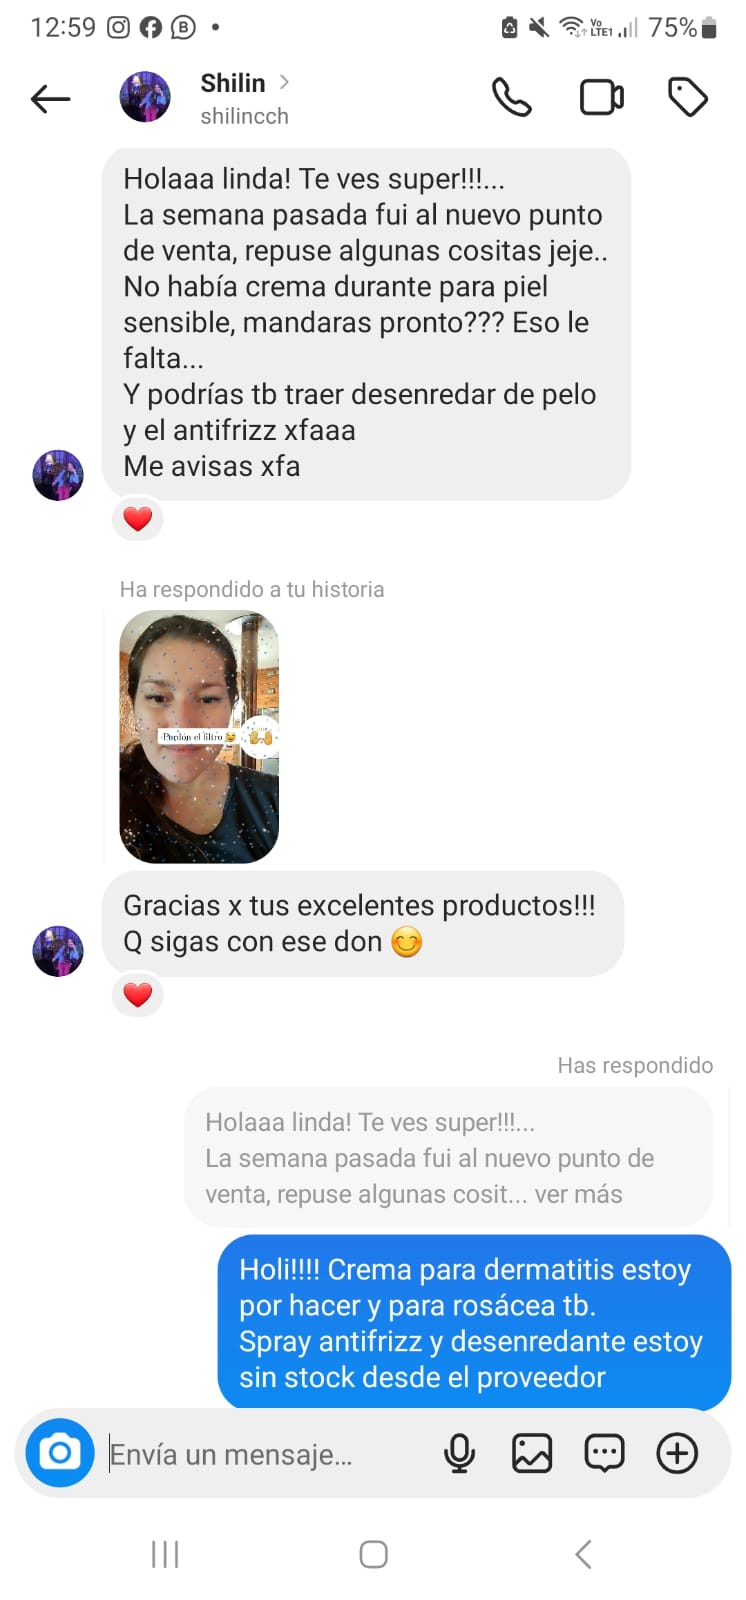 12:59
Vo
LTE1
75%
Shilin
shilincch
Holaaa linda! Te ves super!!!...
La semana pasada fui al nuevo punto
de venta, repuse algunas cositas jeje..
No había crema durante para piel
sensible, mandaras pronto??? Eso le
falta...
Y podrías tb traer desenredar de pelo
y el antifrizz xfaaa
Me avisas xfa
Ha respondido a tu historia
Perdón el filtro
Gracias x tus excelentes productos!!!
Q sigas con ese don 😊
Has respondido
Holaaa linda! Te ves super!!!...
La semana pasada fui al nuevo punto de
venta, repuse algunas cosit... ver más
Holi!!!! Crema para dermatitis estoy
por hacer y para rosácea tb.
Spray antifrizz y desenredante estoy
sin stock desde el proveedor
Envía un mensaje...